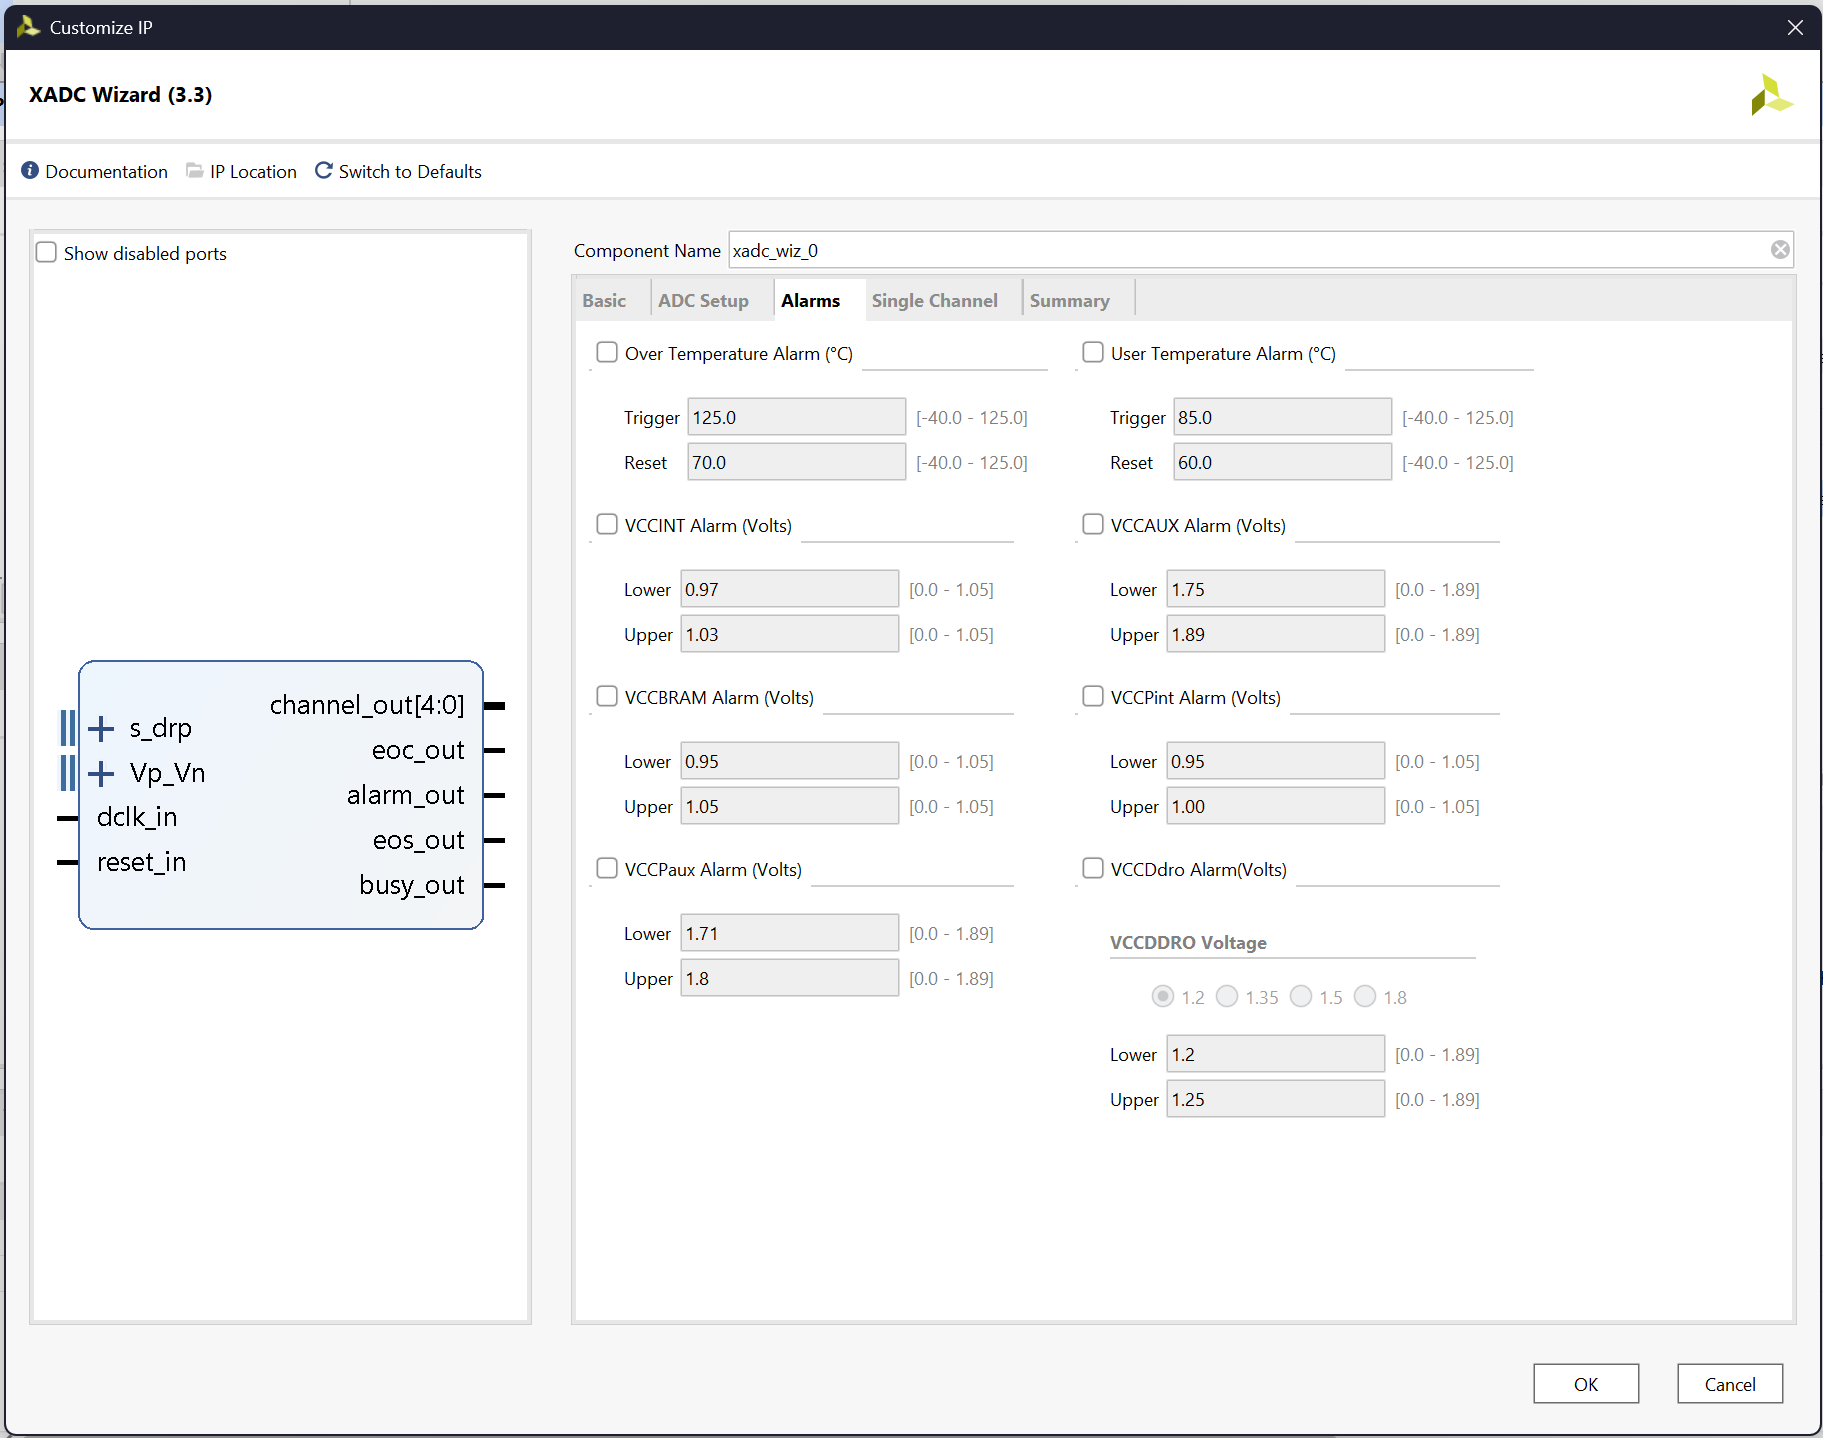 Customize IP
XADC Wizard (3.3)
Documentation IP Location Switch to Defaults
Show disabled ports
s_drp
Vp_Vn
dclk_in
reset_in
channel_out[4:0]
eoc_out
alarm_out
eos_out
busy_out
Component Name xadc_wiz_0
Basic ADC Setup Alarms Single Channel Summary
Over Temperature Alarm (°C)
Trigger 125.0 [-40.0 - 125.0]
Reset 70.0 [-40.0 - 125.0]
User Temperature Alarm (°C)
Trigger 85.0 [-40.0 - 125.0]
Reset 60.0 [-40.0 - 125.0]
VCCINT Alarm (Volts)
Lower 0.97 [0.0 - 1.05]
Upper 1.03 [0.0 - 1.05]
VCCAUX Alarm (Volts)
Lower 1.75 [0.0 - 1.89]
Upper 1.89 [0.0 - 1.89]
VCCBRAM Alarm (Volts)
Lower 0.95 [0.0 - 1.05]
Upper 1.05 [0.0 - 1.05]
VCCPint Alarm (Volts)
Lower 0.95 [0.0 - 1.05]
Upper 1.00 [0.0 - 1.05]
VCCPaux Alarm (Volts)
Lower 1.71 [0.0 - 1.89]
Upper 1.8 [0.0 - 1.89]
VCCDdro Alarm(Volts)
VCCDDRO Voltage
1.2 1.35 1.5 1.8
Lower 1.2 [0.0 - 1.89]
Upper 1.25 [0.0 - 1.89]
OK Cancel